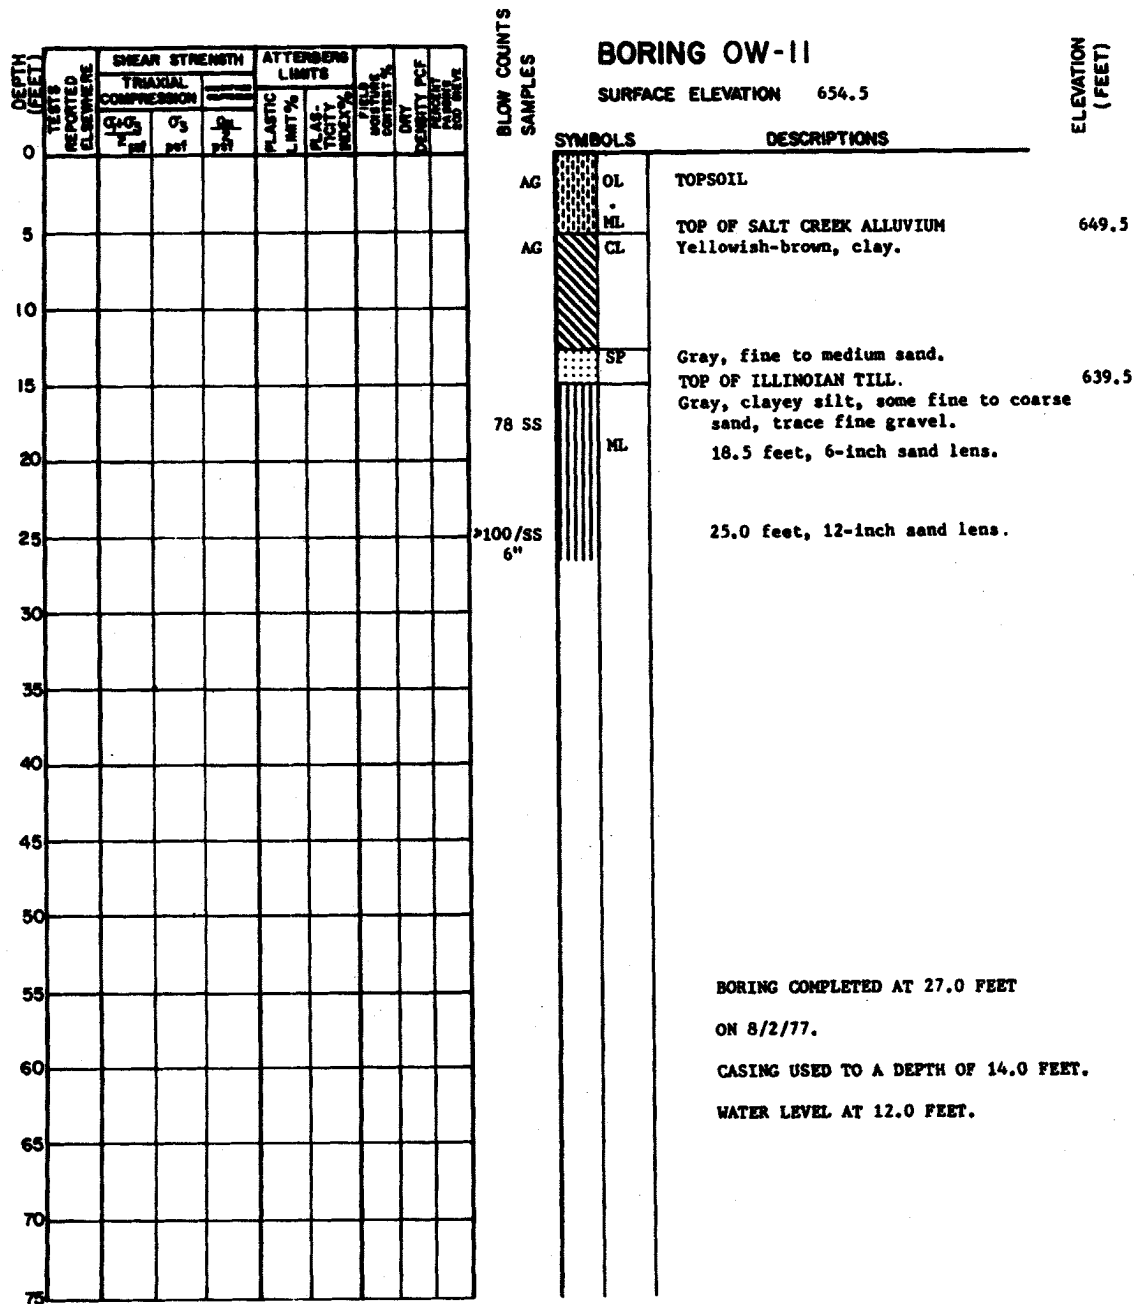 BORING OW-11
SURFACE ELEVATION 654.5
DEPTH (FEET)
TESTS REPORTED ELSEWHERE
SHEAR STRENGTH
TRIAXIAL COMPRESSION
σ3
psf
ATTERBERG LIMITS
PLASTIC LIMIT %
PLAS-TICITY INDEX %
FIELD MOISTURE CONTENT %
DRY DENSITY PCF
PERCENT PASSING
BLOW COUNTS
SAMPLES
SYMBOLS
DESCRIPTIONS
ELEVATION (FEET)
0
AG OL TOPSOIL
ML TOP OF SALT CREEK ALLUVIUM 649.5
5
AG CL Yellowish-brown, clay.
10
SP Gray, fine to medium sand.
15 TOP OF ILLINOIAN TILL. 639.5
Gray, clayey silt, some fine to coarse
78 SS sand, trace fine gravel.
ML 18.5 feet, 6-inch sand lens.
20
25 >100/SS 25.0 feet, 12-inch sand lens.
6"
30
35
40
45
50
55 BORING COMPLETED AT 27.0 FEET
ON 8/2/77.
60 CASING USED TO A DEPTH OF 14.0 FEET.
WATER LEVEL AT 12.0 FEET.
65
70
75